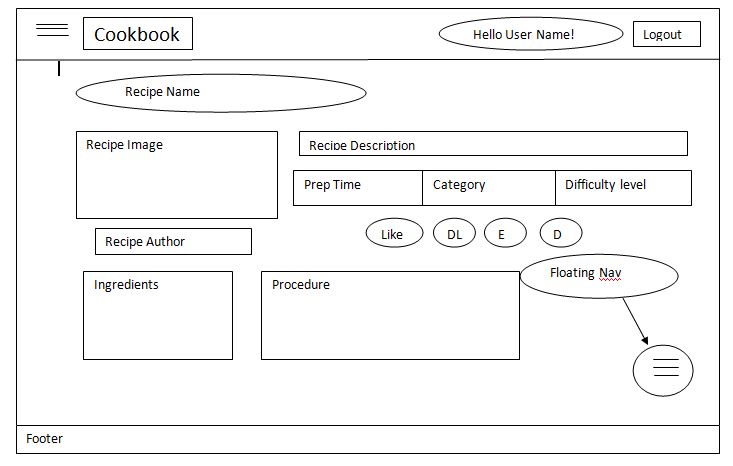 Cookbook
Hello User Name!
Logout
Recipe Name
Recipe Image
Recipe Description
Prep Time
Category
Difficulty level
Like
DL
E
D
Recipe Author
Floating Nav
Ingredients
Procedure
Footer